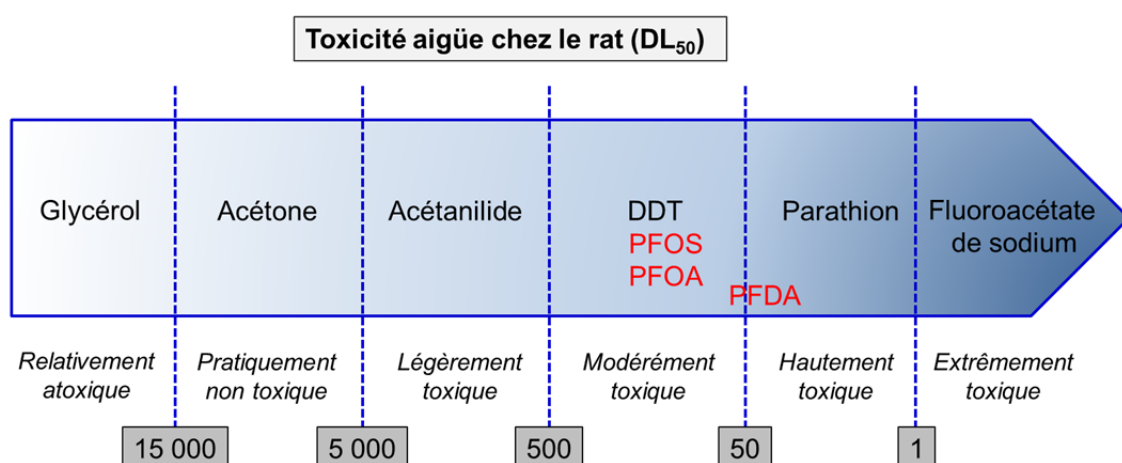 Toxicité aigüe chez le rat (DL50)
Glycérol
Acétone
Acétanilide
DDT
PFOS
PFOA
PFDA
Parathion
Fluoroacétate
de sodium
Relativement
atoxique
Pratiquement
non toxique
Légèrement
toxique
Modérément
toxique
Hautement
toxique
Extrêmement
toxique
15 000
5 000
500
50
1